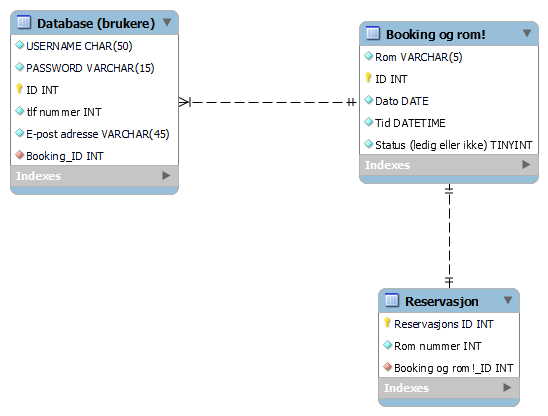 Database (brukere)
USERNAME CHAR(50)
PASSWORD VARCHAR(15)
ID INT
tlf nummer INT
E-post adresse VARCHAR(45)
Booking_ID INT
Indexes
Booking og rom!
Rom VARCHAR(5)
ID INT
Dato DATE
Tid DATETIME
Status (ledig eller ikke) TINYINT
Indexes
Reservasjon
Reservasjons ID INT
Rom nummer INT
Booking og rom!_ID INT
Indexes